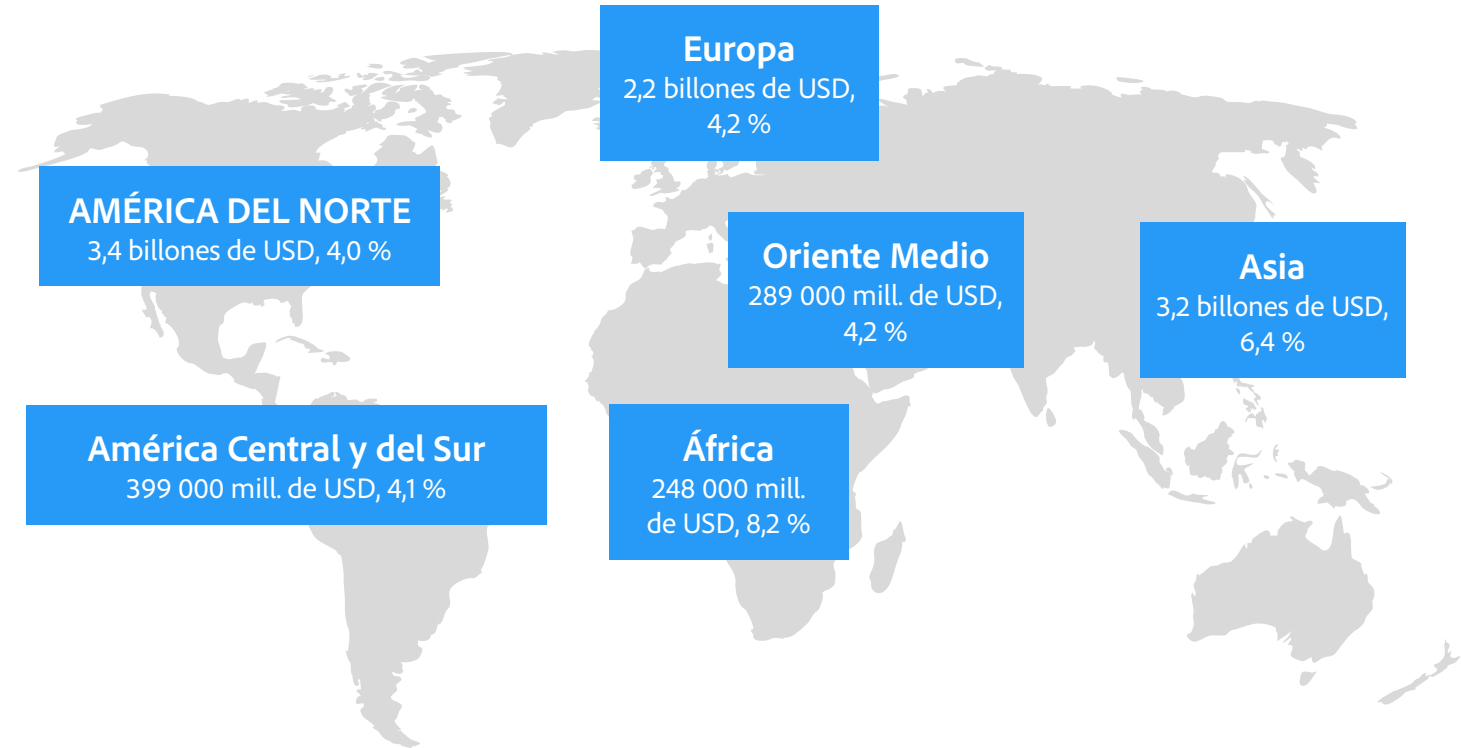 Europa
2,2 billones de USD,
4,2 %
AMÉRICA DEL NORTE
3,4 billones de USD, 4,0 %
Oriente Medio
289 000 mill. de USD,
4,2 %
Asia
3,2 billones de USD,
6,4 %
América Central y del Sur
399 000 mill. de USD, 4,1 %
África
248 000 mill.
de USD, 8,2 %